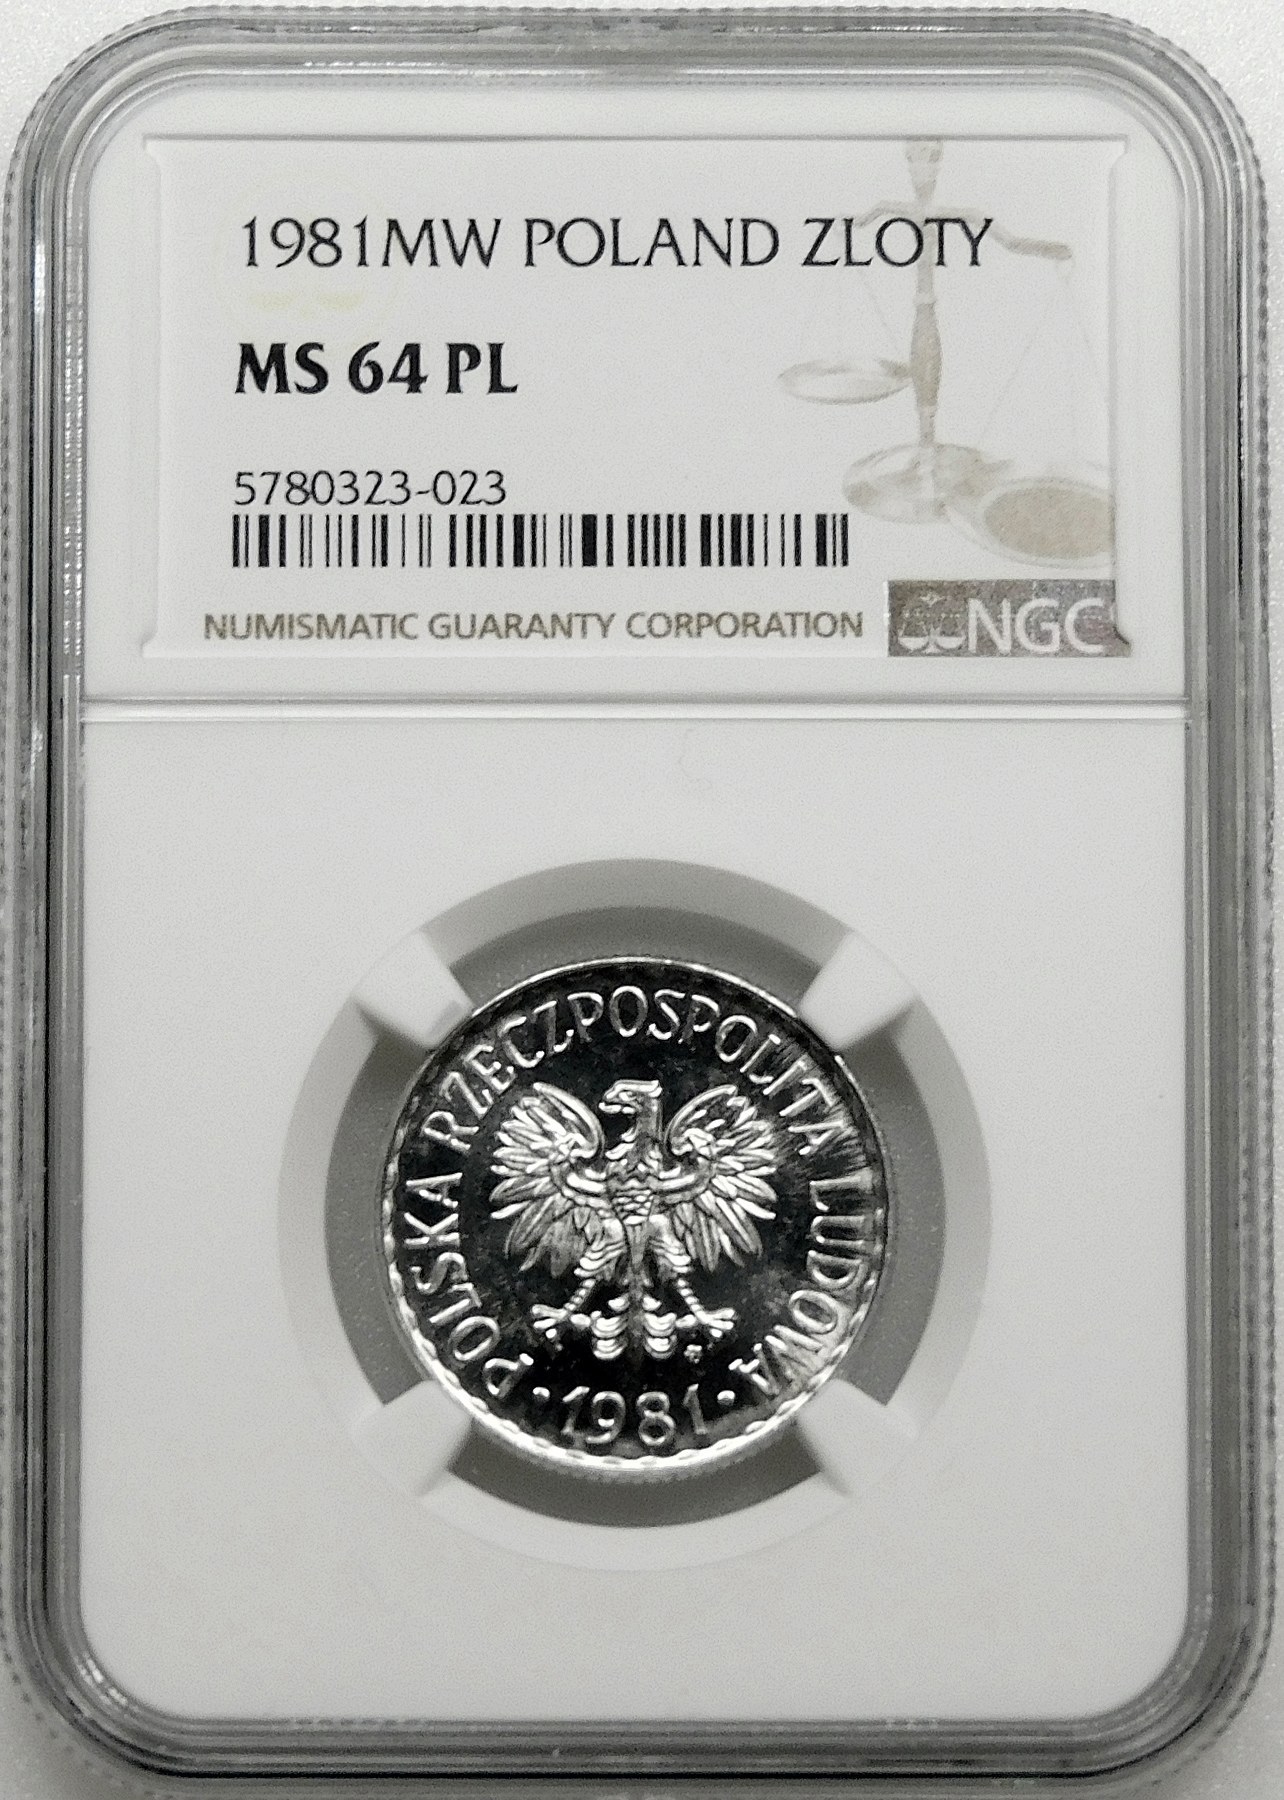 1981MW POLAND ZLOTY
MS 64 PL
5780323-023
NUMISMATIC GUARANTY CORPORATION
NGC
POLSKA RZECZPOSPOLITA LUDOWA
·1981·